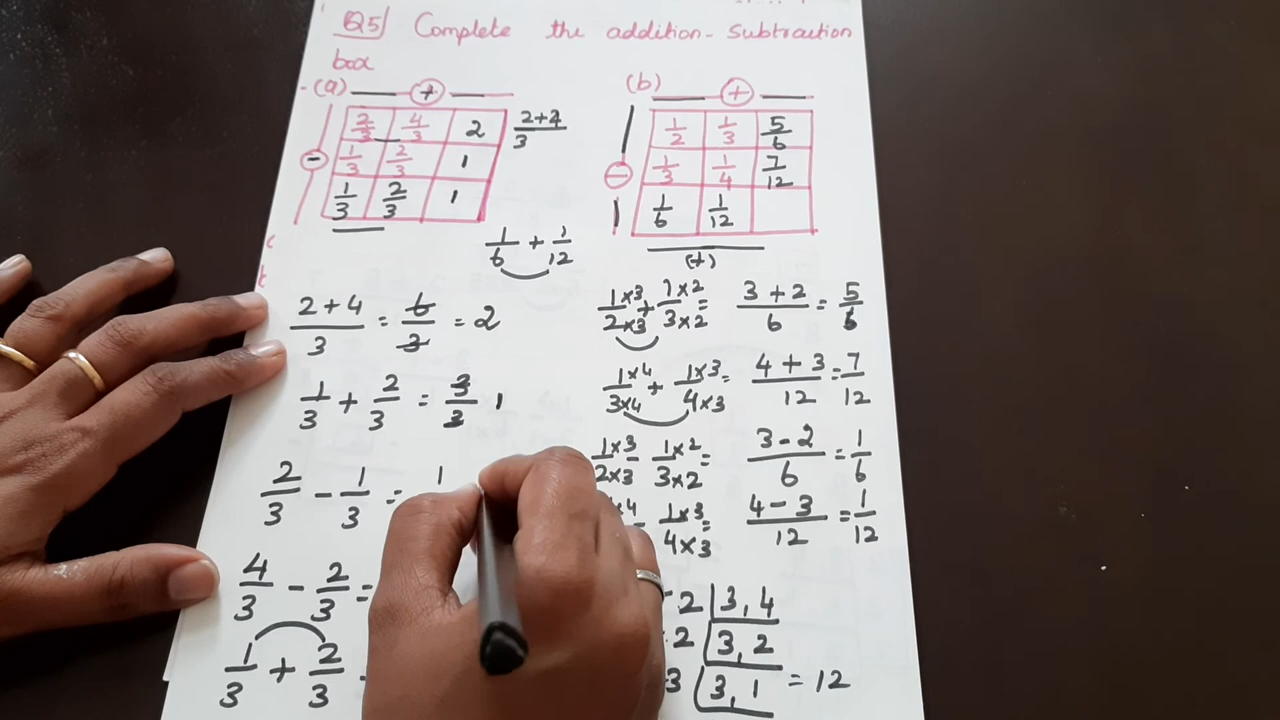 Q5 Complete the addition- Subtraction
box
(a) +
2/3 4/3 2
- 1/3 2/3 1
1/3 2/3 1
2+4/3
2+4/3 = 6/3 = 2
1/3 + 2/3 = 3/3 1
2/3 - 1/3 = 1
4/3 - 2/3 =
1/3 + 2/3
(b) +
1/2 1/3 5/6
- 1/3 1/4 7/12
1/6 1/12
(+)
1/6 + 1/12
1×3/2×3 + 1×2/3×2 = 3+2/6 = 5/6
1×4/3×4 + 1×3/4×3 = 4+3/12 = 7/12
1×3/2×3 - 1×2/3×2 = 3-2/6 = 1/6
×4 - 1×3/4×3 = 4-3/12 = 1/12
2 3, 4
2 3, 2
3 3, 1 = 12